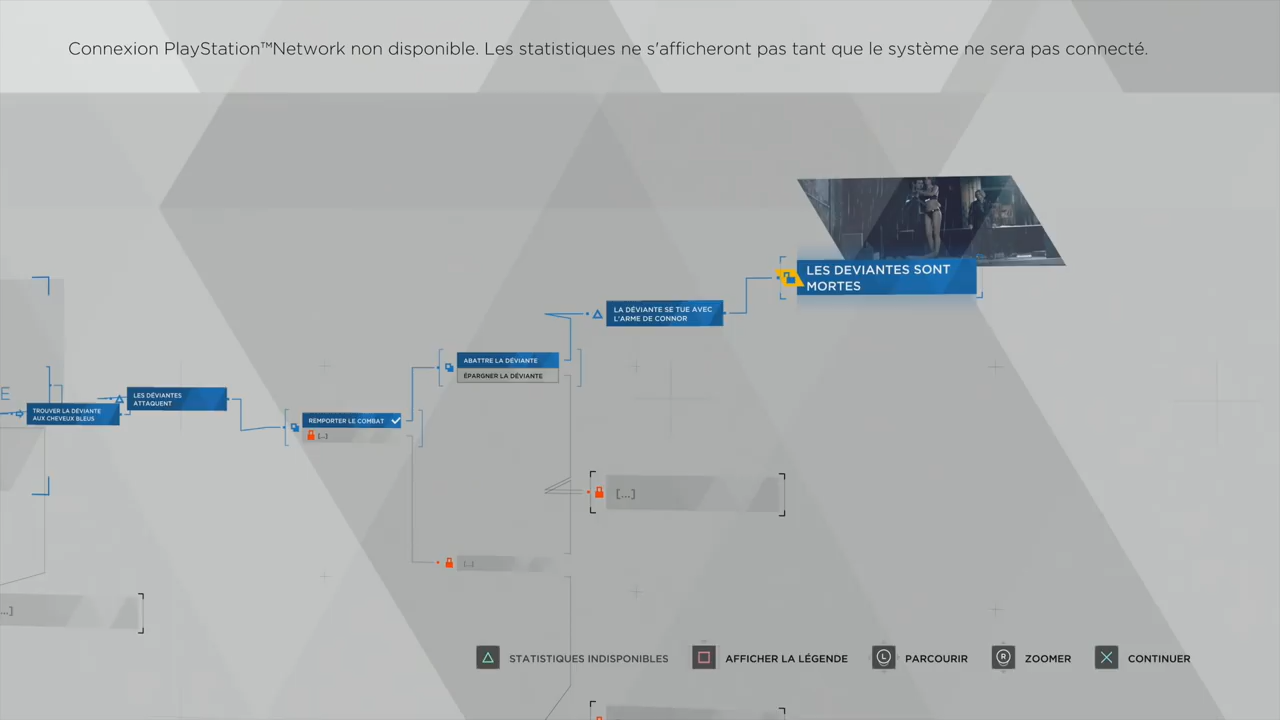 Connexion PlayStation™Network non disponible. Les statistiques ne s'afficheront pas tant que le système ne sera pas connecté.
LES DEVIANTES SONT
MORTES
LA DÉVIANTE SE TUE AVEC
L'ARME DE CONNOR
ABATTRE LA DÉVIANTE
ÉPARGNER LA DÉVIANTE
E
LES DÉVIANTES
ATTAQUENT
TROUVER LA DÉVIANTE
AUX CHEVEUX BLEUS
REMPORTER LE COMBAT
[...]
[...]
[...]
...]
STATISTIQUES INDISPONIBLES
AFFICHER LA LÉGENDE
L
PARCOURIR
R
ZOOMER
CONTINUER